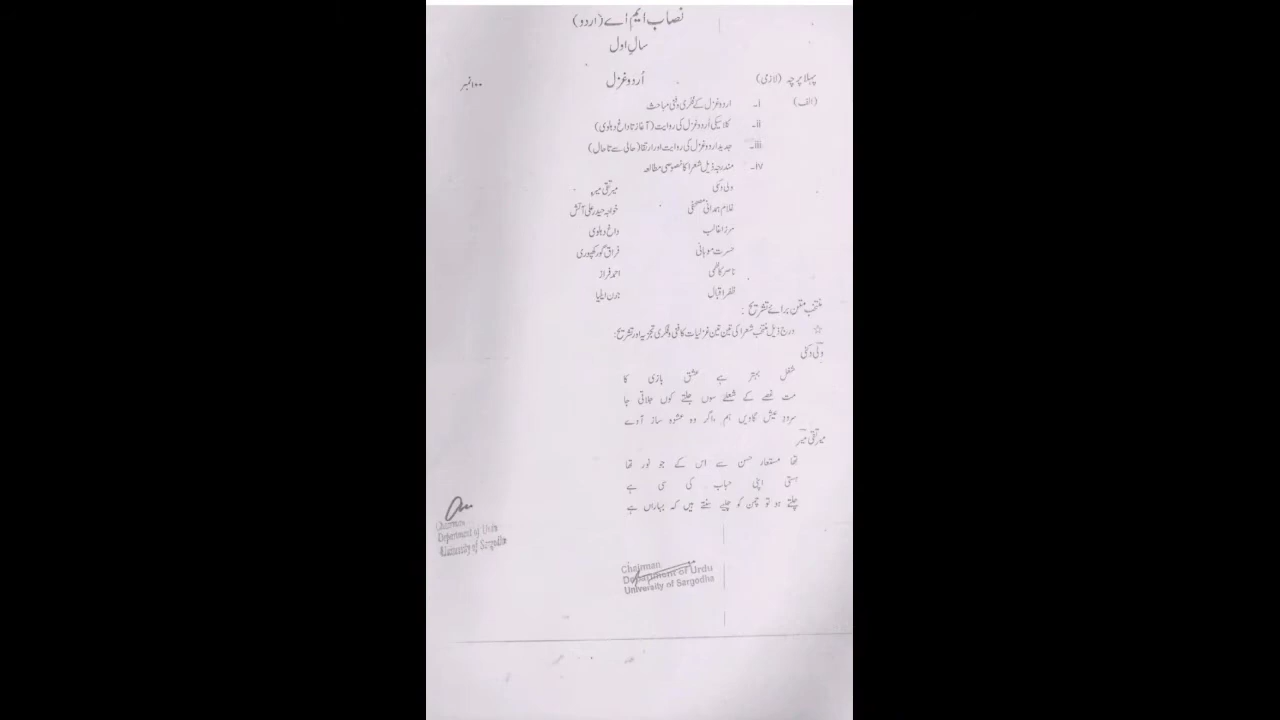 نصاب ایم اے (اردو)
سال اول
پہلا پرچہ (لازمی) اُردو غزل ۱۰۰ نمبر
(الف) i۔ اردو غزل کے فکری و فنی مباحث
ii۔ کلاسیکی اُردو غزل کی روایت (آغاز تا داغ دہلوی)
iii۔ جدید اردو غزل کی روایت اور ارتقا (حالی سے تا حال)
iv۔ مندرجہ ذیل شعرا کا خصوصی مطالعہ
ولی دکنی میر تقی میر
غلام ہمدانی مصحفی خواجہ حیدر علی آتش
مرزا غالب داغ دہلوی
حسرت موہانی فراق گورکھپوری
ناصر کاظمی احمد فراز
ظفر اقبال جون ایلیا
منتخب متن برائے تشریح :
☆ درج ذیل منتخب شعرا کی تین تین غزلیات کا فنی و فکری تجزیہ اور تشریح:
ولی دکنی
شغل بہتر ہے عشق بازی کا
مت غصے کے شعلے سوں جلتے کوں جلاتی جا
سرود عیش گاویں ہم، اگر وہ عشوہ ساز آوے
میر تقی میر
تھا مستعار حسن سے اس کے جو نور تھا
ہستی اپنی حباب کی سی ہے
چلتے ہو تو چمن کو چلیے سنتے ہیں کہ بہاراں ہے
Chairman
Department of Urdu
University of Sargodha
Chairman
Department of Urdu
University of Sargodha